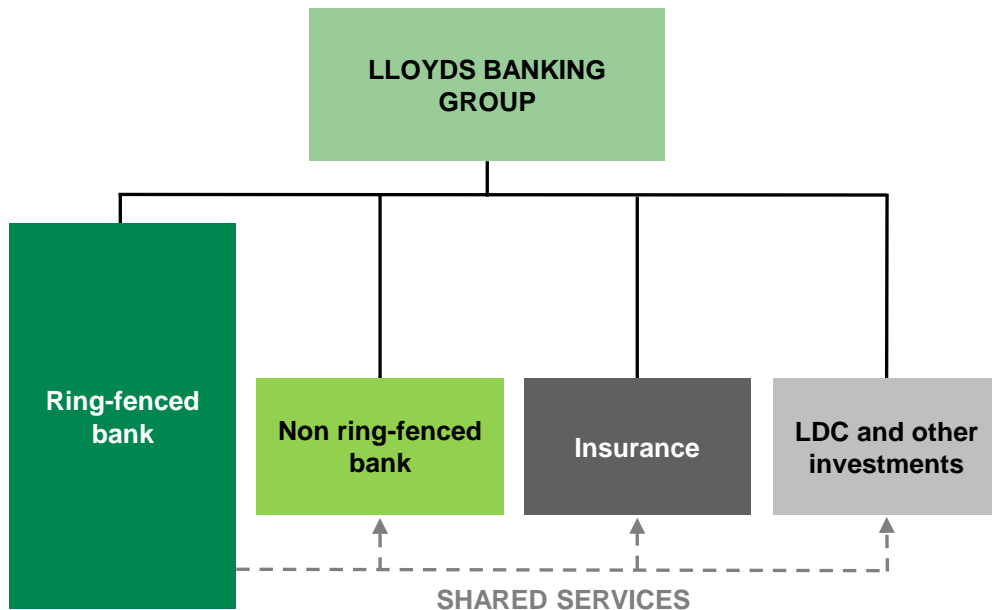 LLOYDS BANKING
GROUP
Ring-fenced
bank
Non ring-fenced
bank
Insurance
LDC and other
investments
SHARED SERVICES